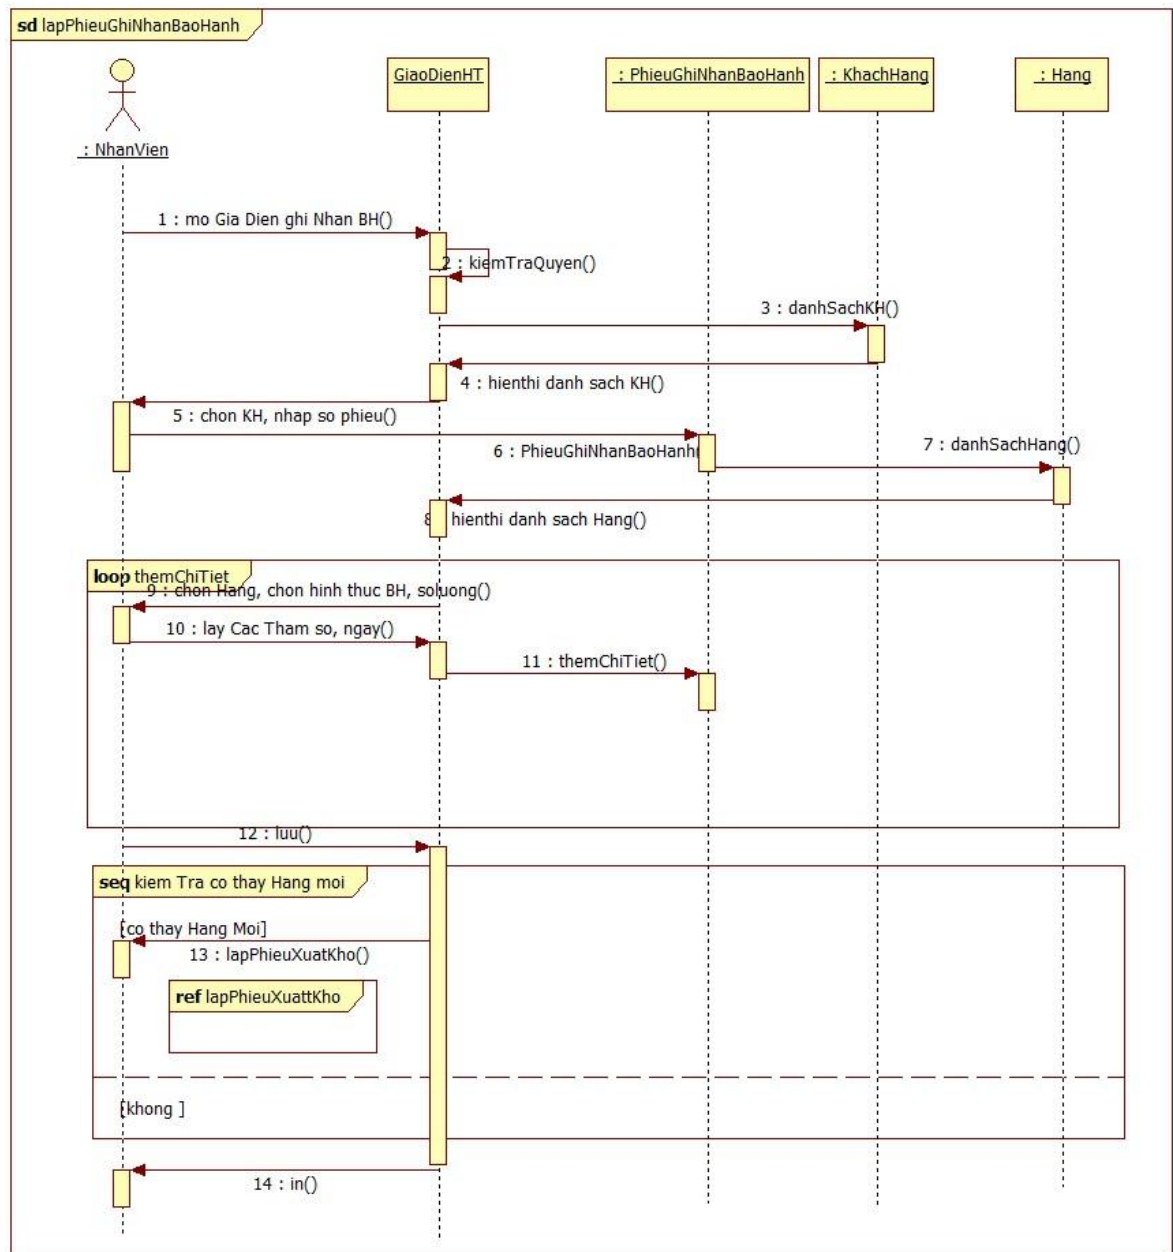 sd lapPhieuGhiNhanBaoHanh
GiaoDienHT
: PhieuGhiNhanBaoHanh
: KhachHang
: Hang
: NhanVien
1 : mo Gia Dien ghi Nhan BH()
2 : kiemTraQuyen()
3 : danhSachKH()
4 : hienthi danh sach KH()
5 : chon KH, nhap so phieu()
6 : PhieuGhiNhanBaoHanh(
7 : danhSachHang()
8 hienthi danh sach Hang()
loop themChiTiet
9 : chon Hang, chon hinh thuc BH, soluong()
10 : lay Cac Tham so, ngay()
11 : themChiTiet()
12 : luu()
seq kiem Tra co thay Hang moi
[co thay Hang Moi]
13 : lapPhieuXuatKho()
ref lapPhieuXuattKho
[khong ]
14 : in()